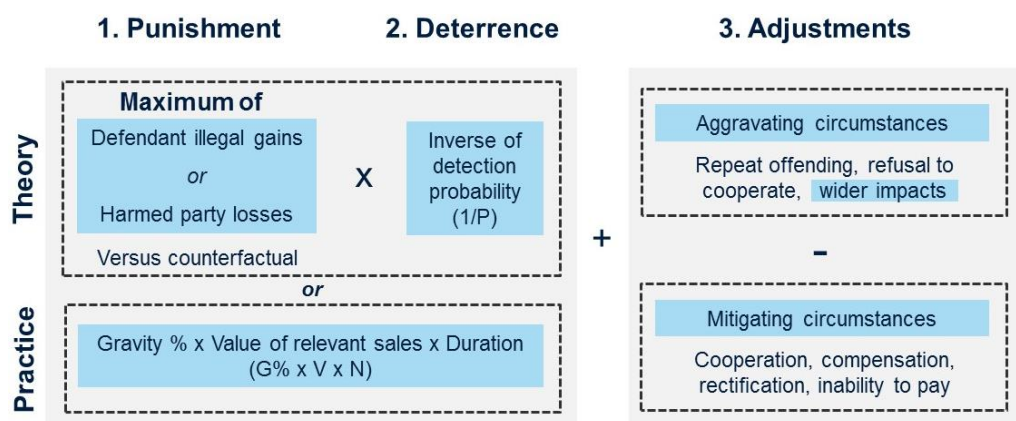 1. Punishment
2. Deterrence
3. Adjustments
Theory
Maximum of
Defendant illegal gains
or
Harmed party losses
Versus counterfactual
X
Inverse of
detection
probability
(1/P)
or
Practice
Gravity % x Value of relevant sales x Duration
(G% x V x N)
+
Aggravating circumstances
Repeat offending, refusal to
cooperate, wider impacts
-
Mitigating circumstances
Cooperation, compensation,
rectification, inability to pay